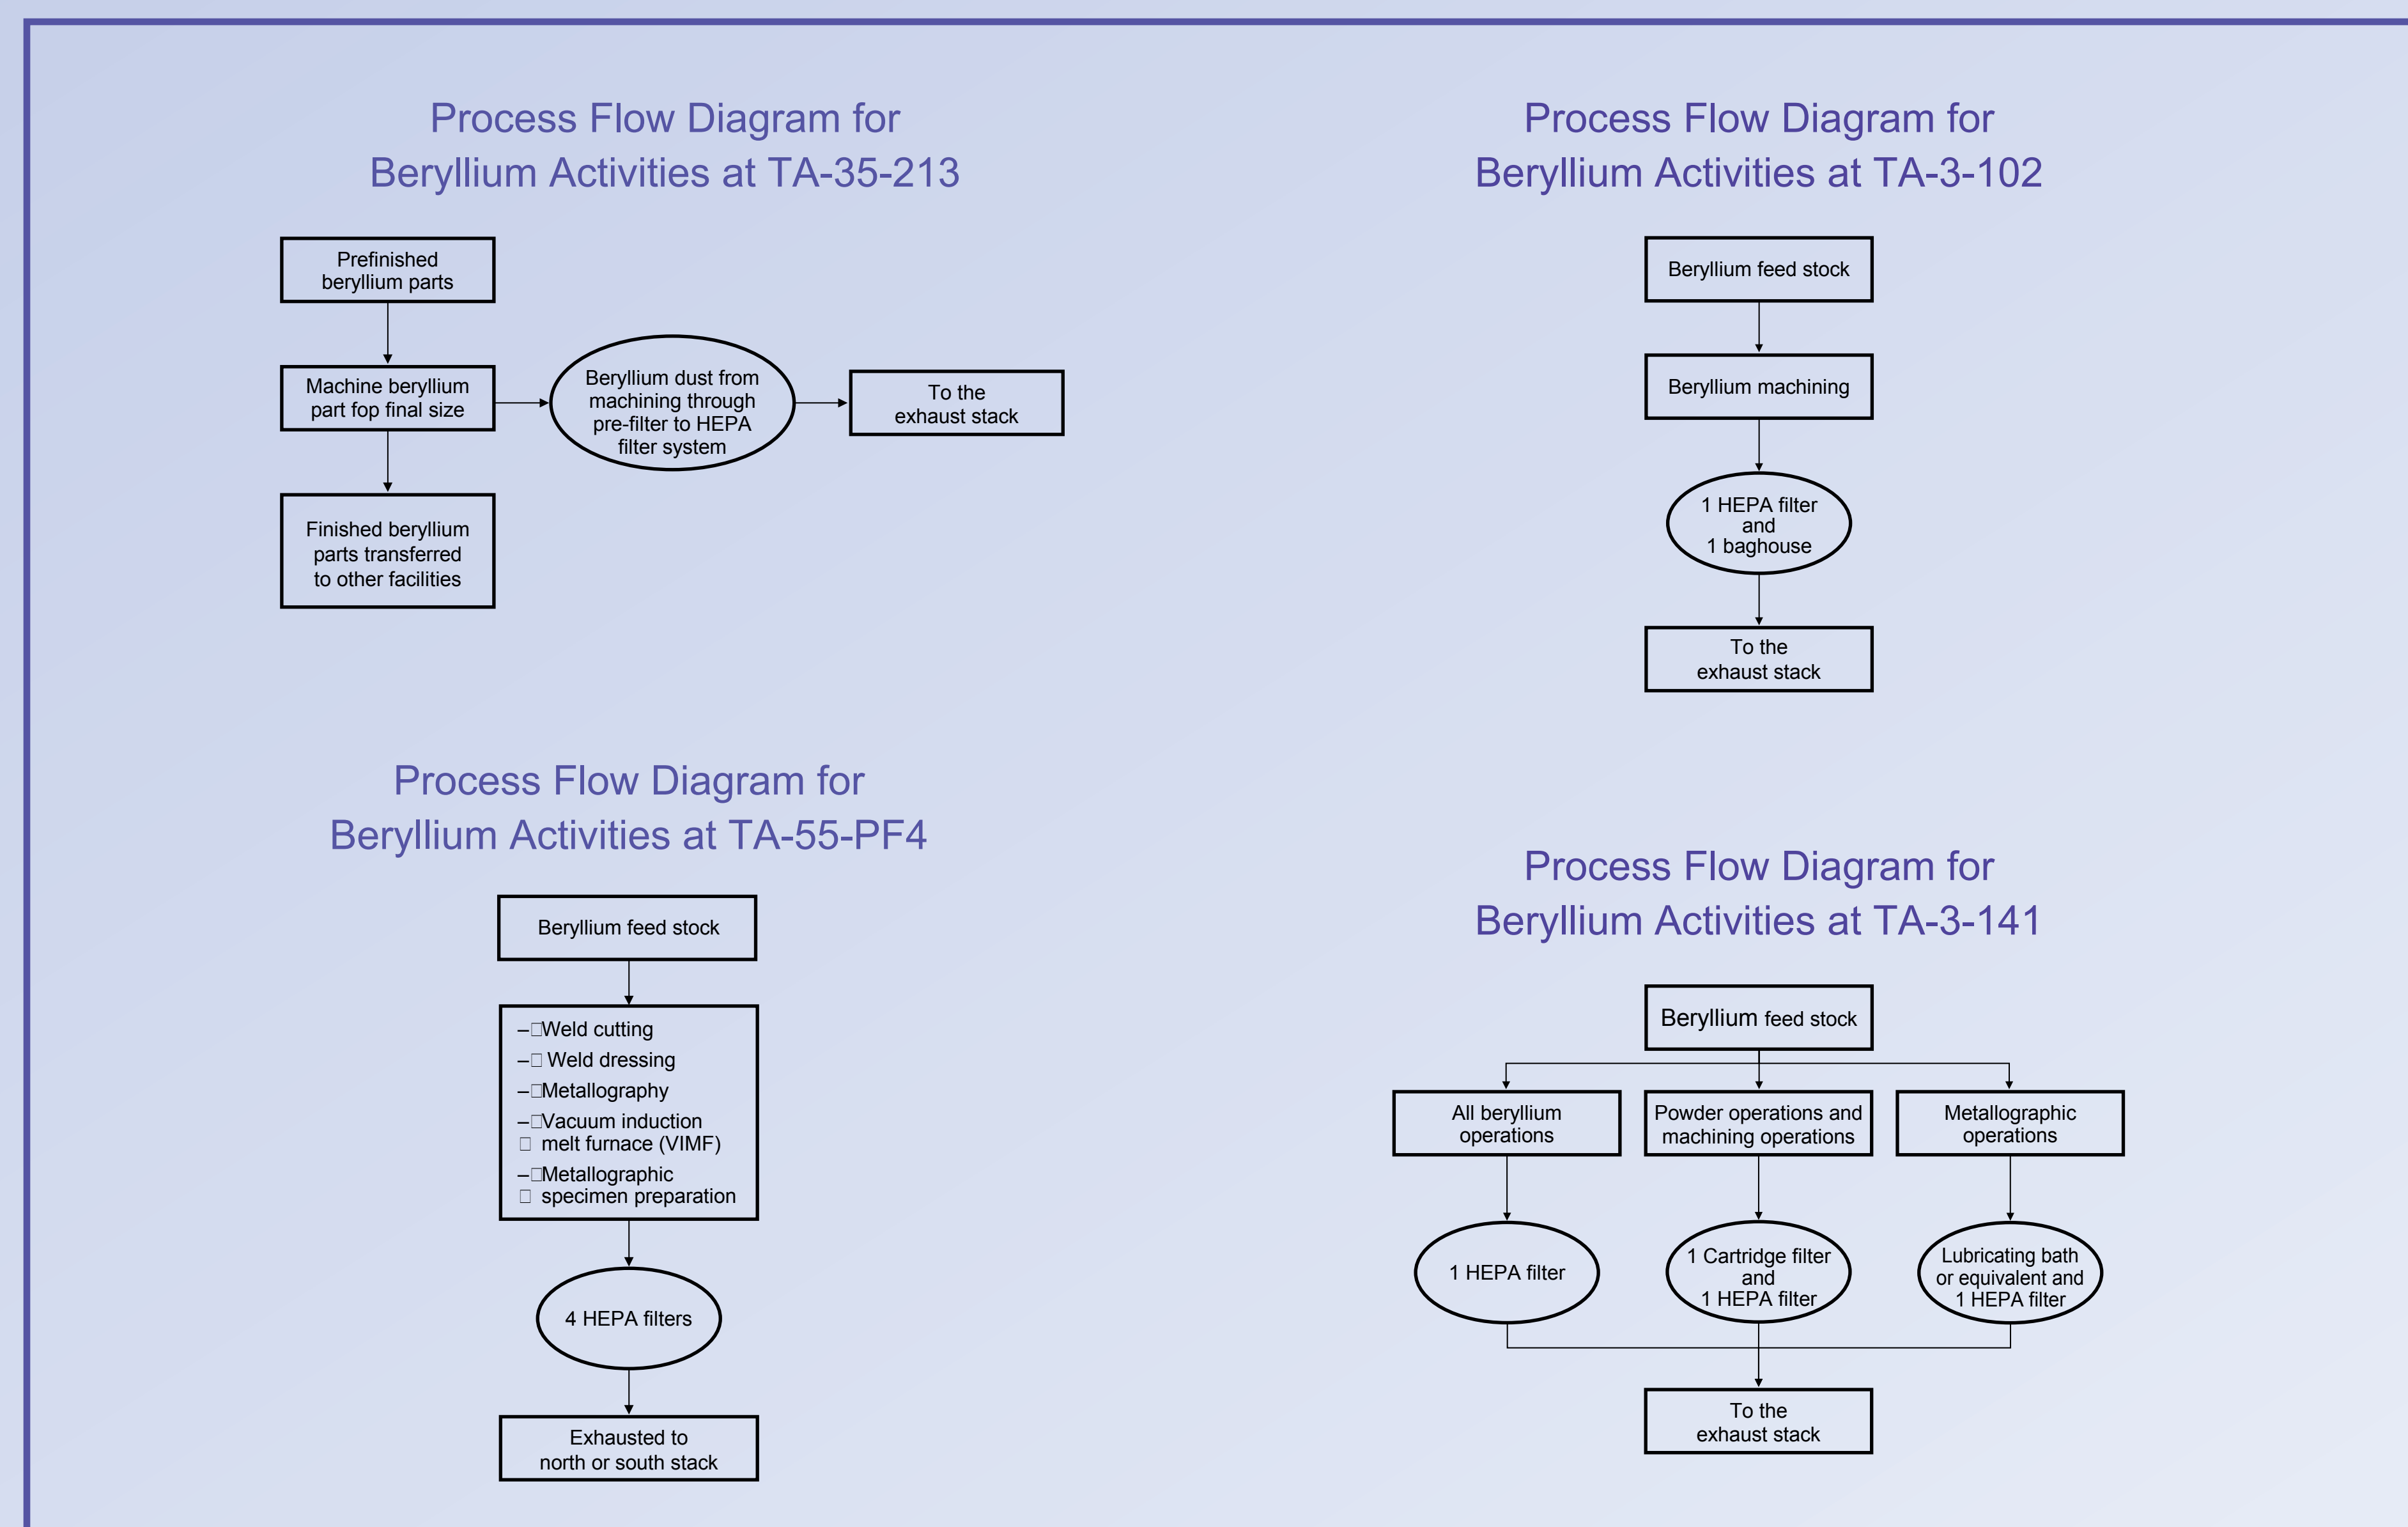 Process Flow Diagram for
Beryllium Activities at TA-35-213
Prefinished
beryllium parts
Machine beryllium
part fop final size
Beryllium dust from
machining through
pre-filter to HEPA
filter system
To the
exhaust stack
Finished beryllium
parts transferred
to other facilities
Process Flow Diagram for
Beryllium Activities at TA-3-102
Beryllium feed stock
Beryllium machining
1 HEPA filter
and
1 baghouse
To the
exhaust stack
Process Flow Diagram for
Beryllium Activities at TA-55-PF4
Beryllium feed stock
–□Weld cutting
–□ Weld dressing
–□Metallography
–□Vacuum induction
□ melt furnace (VIMF)
–□Metallographic
□ specimen preparation
4 HEPA filters
Exhausted to
north or south stack
Process Flow Diagram for
Beryllium Activities at TA-3-141
Beryllium feed stock
All beryllium
operations
Powder operations and
machining operations
Metallographic
operations
1 HEPA filter
1 Cartridge filter
and
1 HEPA filter
Lubricating bath
or equivalent and
1 HEPA filter
To the
exhaust stack